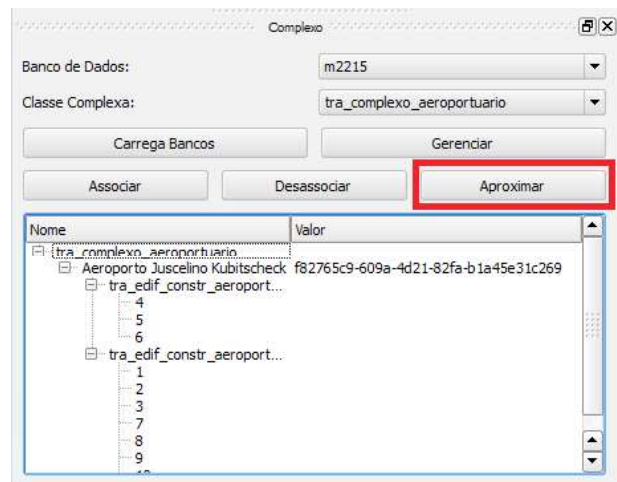 Complexo
Banco de Dados: m2215
Classe Complexa: tra_complexo_aeroportuario
Carrega Bancos Gerenciar
Associar Desassociar Aproximar
Nome Valor
tra_complexo_aeroportuario
Aeroporto Juscelino Kubitscheck f82765c9-609a-4d21-82fa-b1a45e31c269
tra_edif_constr_aeroport...
4
5
6
tra_edif_constr_aeroport...
1
2
3
7
8
9